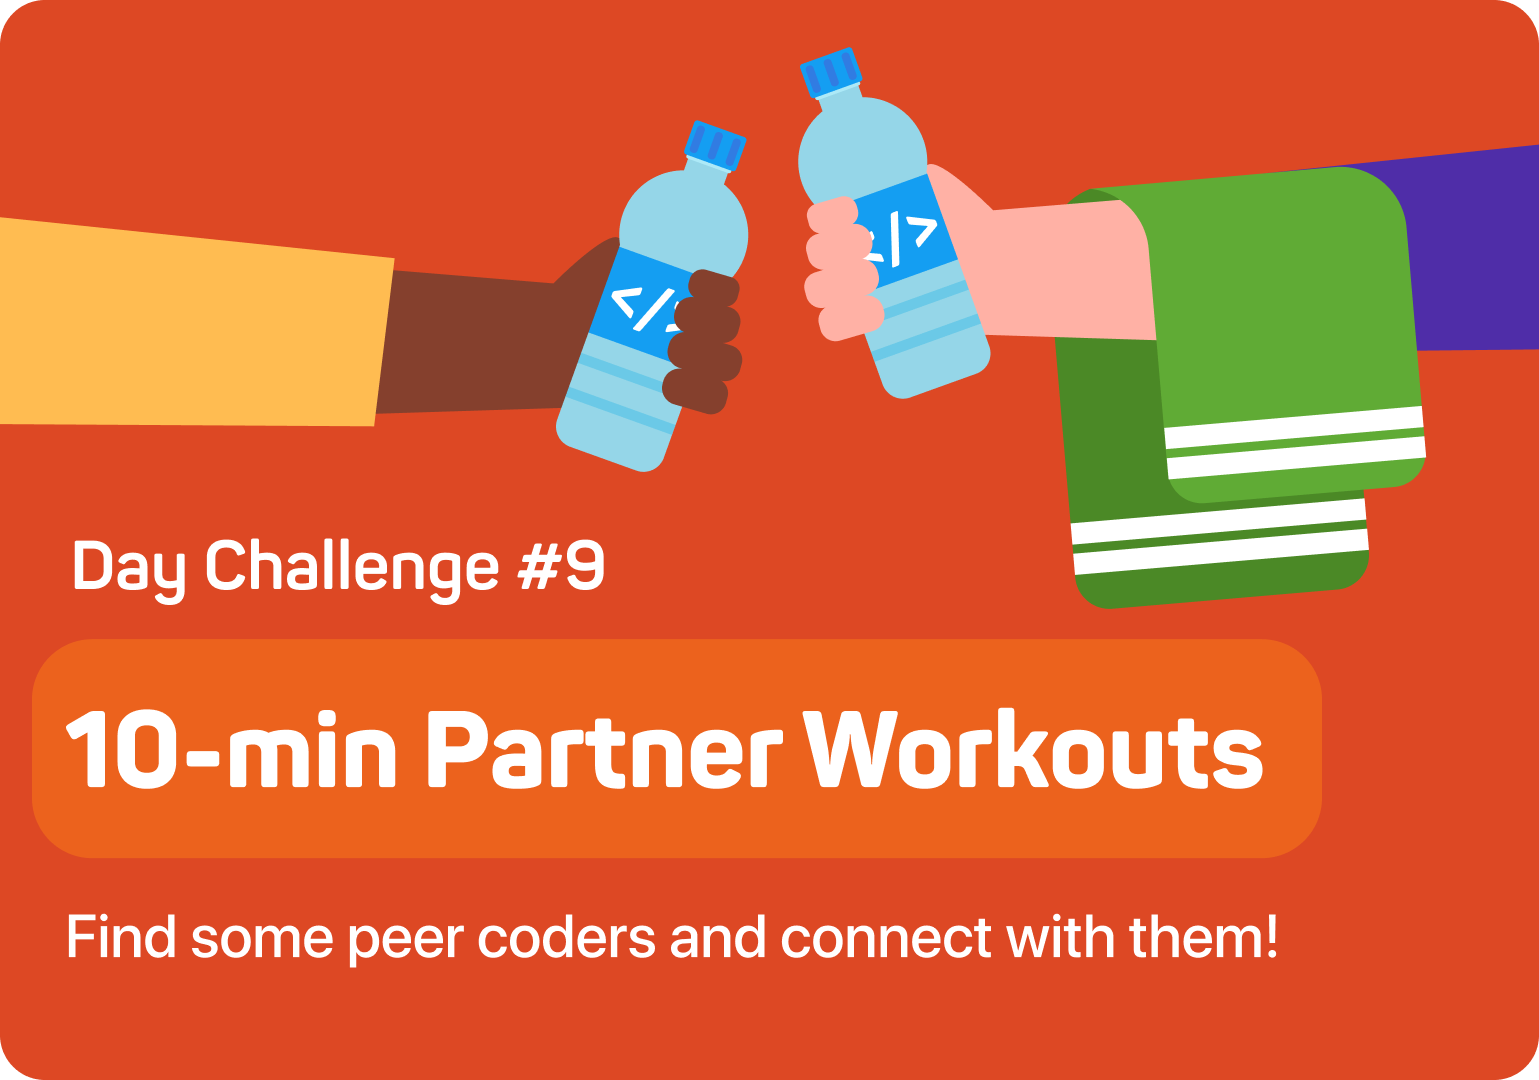 </>
Day Challenge #9
10-min Partner Workouts
Find some peer coders and connect with them!